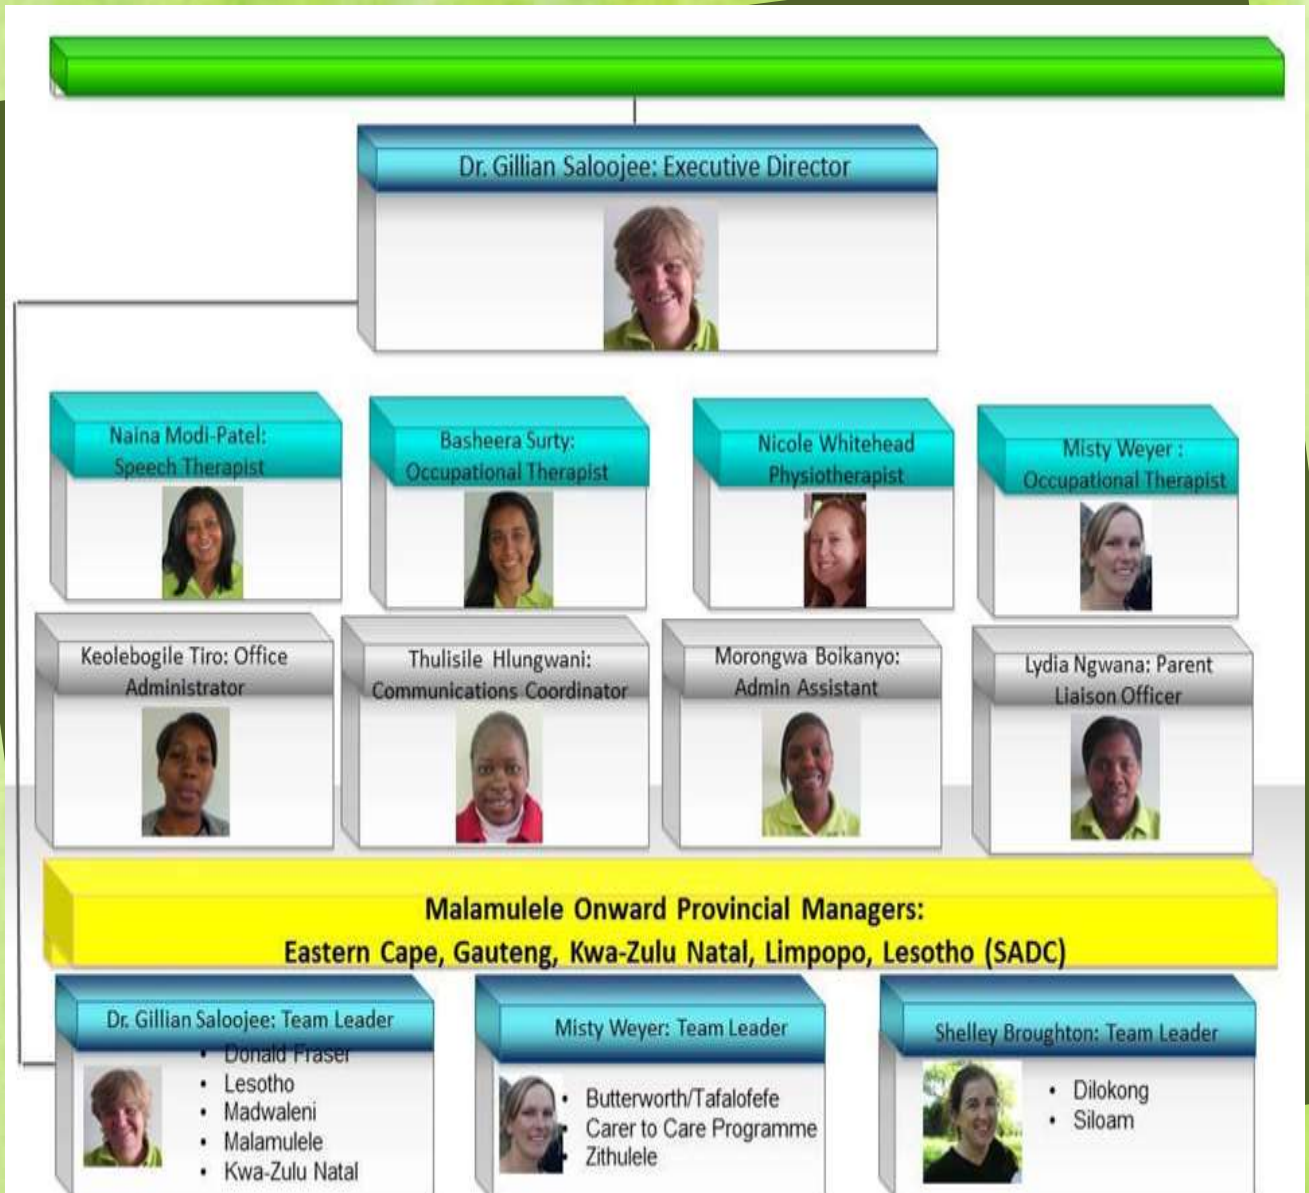 Dr. Gillian Saloojee: Executive Director
Naina Modi-Patel:
Speech Therapist
Basheera Surty:
Occupational Therapist
Nicole Whitehead
Physiotherapist
Misty Weyer :
Occupational Therapist
Keolebogile Tiro: Office
Administrator
Thulisile Hlungwani:
Communications Coordinator
Morongwa Boikanyo:
Admin Assistant
Lydia Ngwana: Parent
Liaison Officer
Malamulele Onward Provincial Managers:
Eastern Cape, Gauteng, Kwa-Zulu Natal, Limpopo, Lesotho (SADC)
Dr. Gillian Saloojee: Team Leader
• Donald Fraser
• Lesotho
• Madwaleni
• Malamulele
• Kwa-Zulu Natal
Misty Weyer: Team Leader
• Butterworth/Tafalofefe
• Carer to Care Programme
• Zithulele
Shelley Broughton: Team Leader
• Dilokong
• Siloam